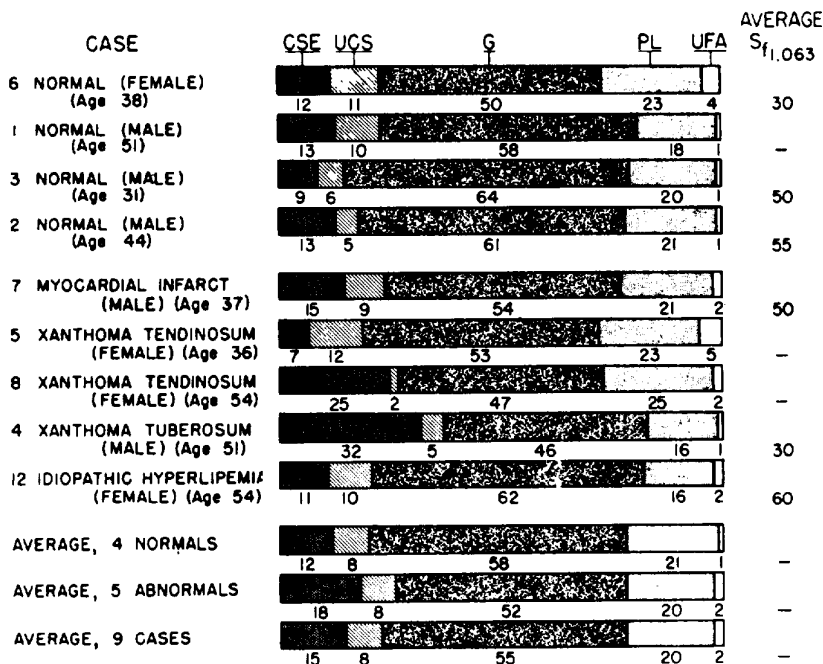 AVERAGE
CASE CSE UCS G PL UFA Sf1.063
6 NORMAL (FEMALE)
(Age 38) 12 11 50 23 4 30
1 NORMAL (MALE)
(Age 51) 13 10 58 18 1 –
3 NORMAL (MALE)
(Age 31) 9 6 64 20 1 50
2 NORMAL (MALE)
(Age 44) 13 5 61 21 1 55
7 MYOCARDIAL INFARCT
(MALE) (Age 37) 15 9 54 21 2 50
5 XANTHOMA TENDINOSUM
(FEMALE) (Age 36) 7 12 53 23 5 –
8 XANTHOMA TENDINOSUM
(FEMALE) (Age 54) 25 2 47 25 2 –
4 XANTHOMA TUBEROSUM
(MALE) (Age 51) 32 5 46 16 1 30
12 IDIOPATHIC HYPERLIPEMIA
(FEMALE) (Age 54) 11 10 62 16 2 60
AVERAGE, 4 NORMALS
12 8 58 21 1 –
AVERAGE, 5 ABNORMALS
18 8 52 20 2 –
AVERAGE, 9 CASES
15 8 55 20 2 –